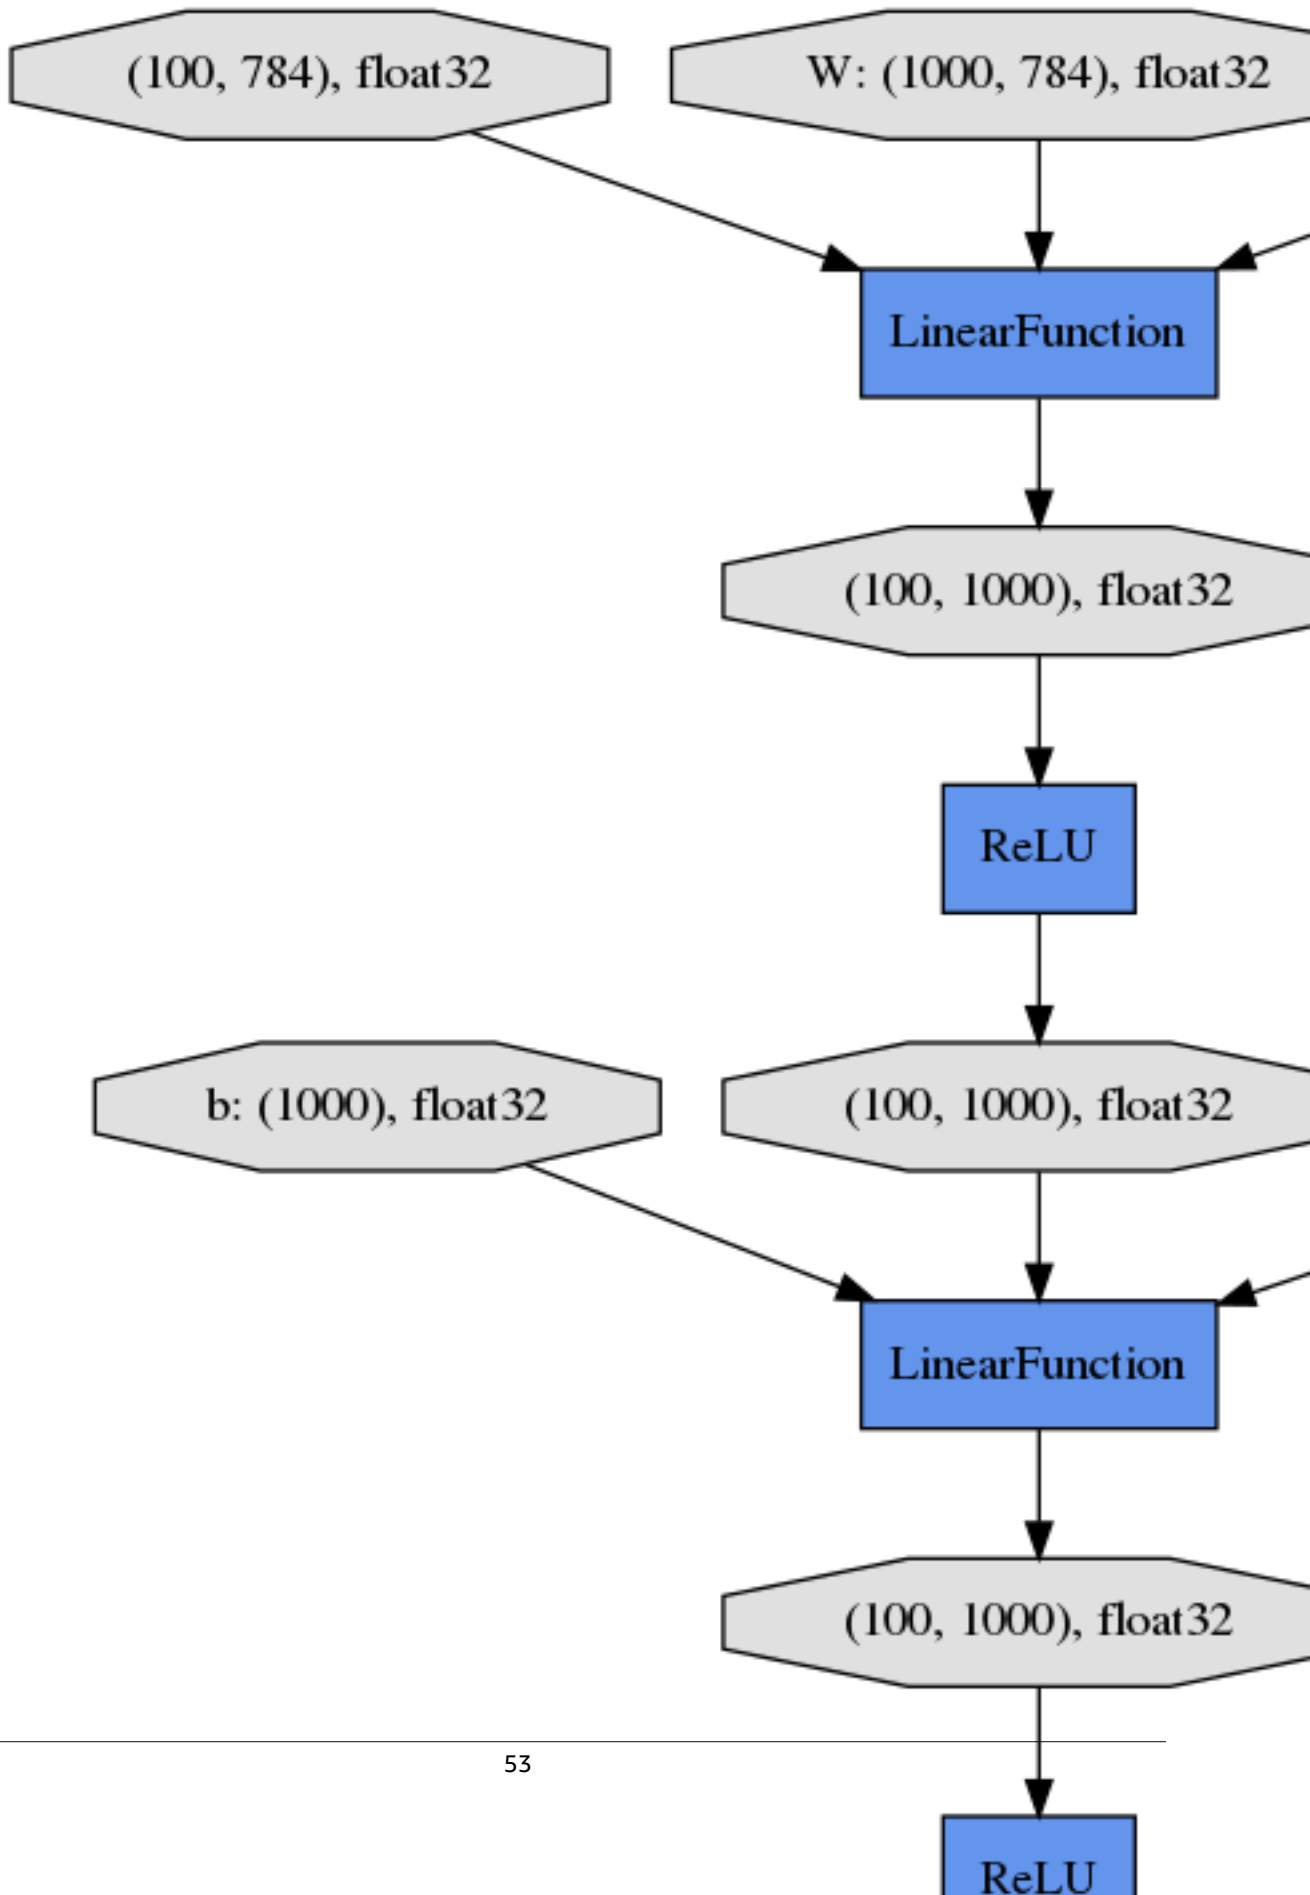 (100, 784), float32
W: (1000, 784), float32
LinearFunction
(100, 1000), float32
ReLU
b: (1000), float32
(100, 1000), float32
LinearFunction
(100, 1000), float32
53
ReLU